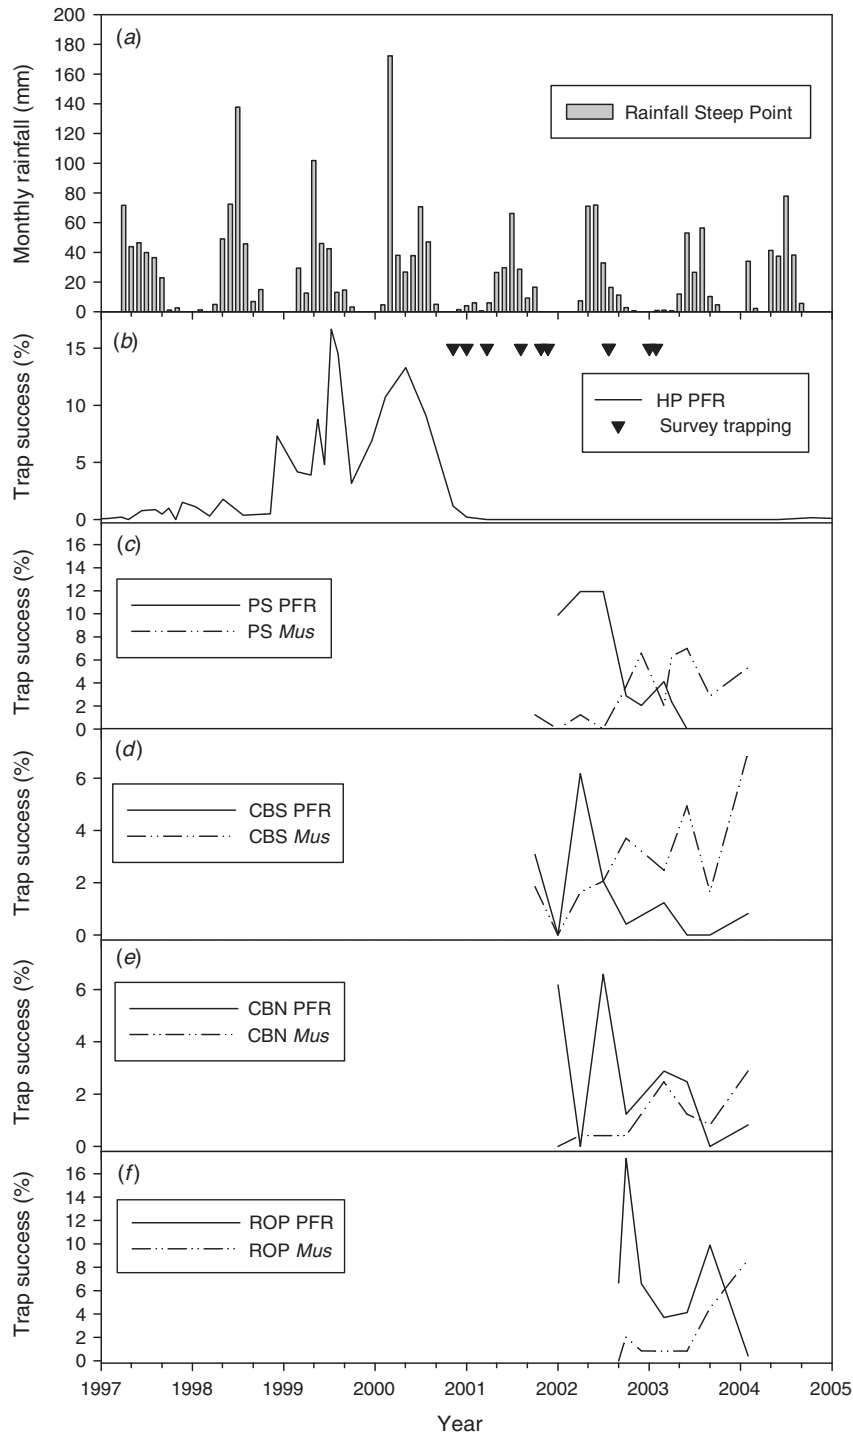 (a)
Monthly rainfall (mm)
200
180
160
140
120
100
80
60
40
20
0
Rainfall Steep Point
(b)
Trap success (%)
15
10
5
0
HP PFR
Survey trapping
(c)
Trap success (%)
16
14
12
10
8
6
4
2
0
PS PFR
PS Mus
(d)
Trap success (%)
6
4
2
0
CBS PFR
CBS Mus
(e)
Trap success (%)
6
4
2
0
CBN PFR
CBN Mus
(f)
Trap success (%)
16
14
12
10
8
6
4
2
0
ROP PFR
ROP Mus
1997 1998 1999 2000 2001 2002 2003 2004 2005
Year